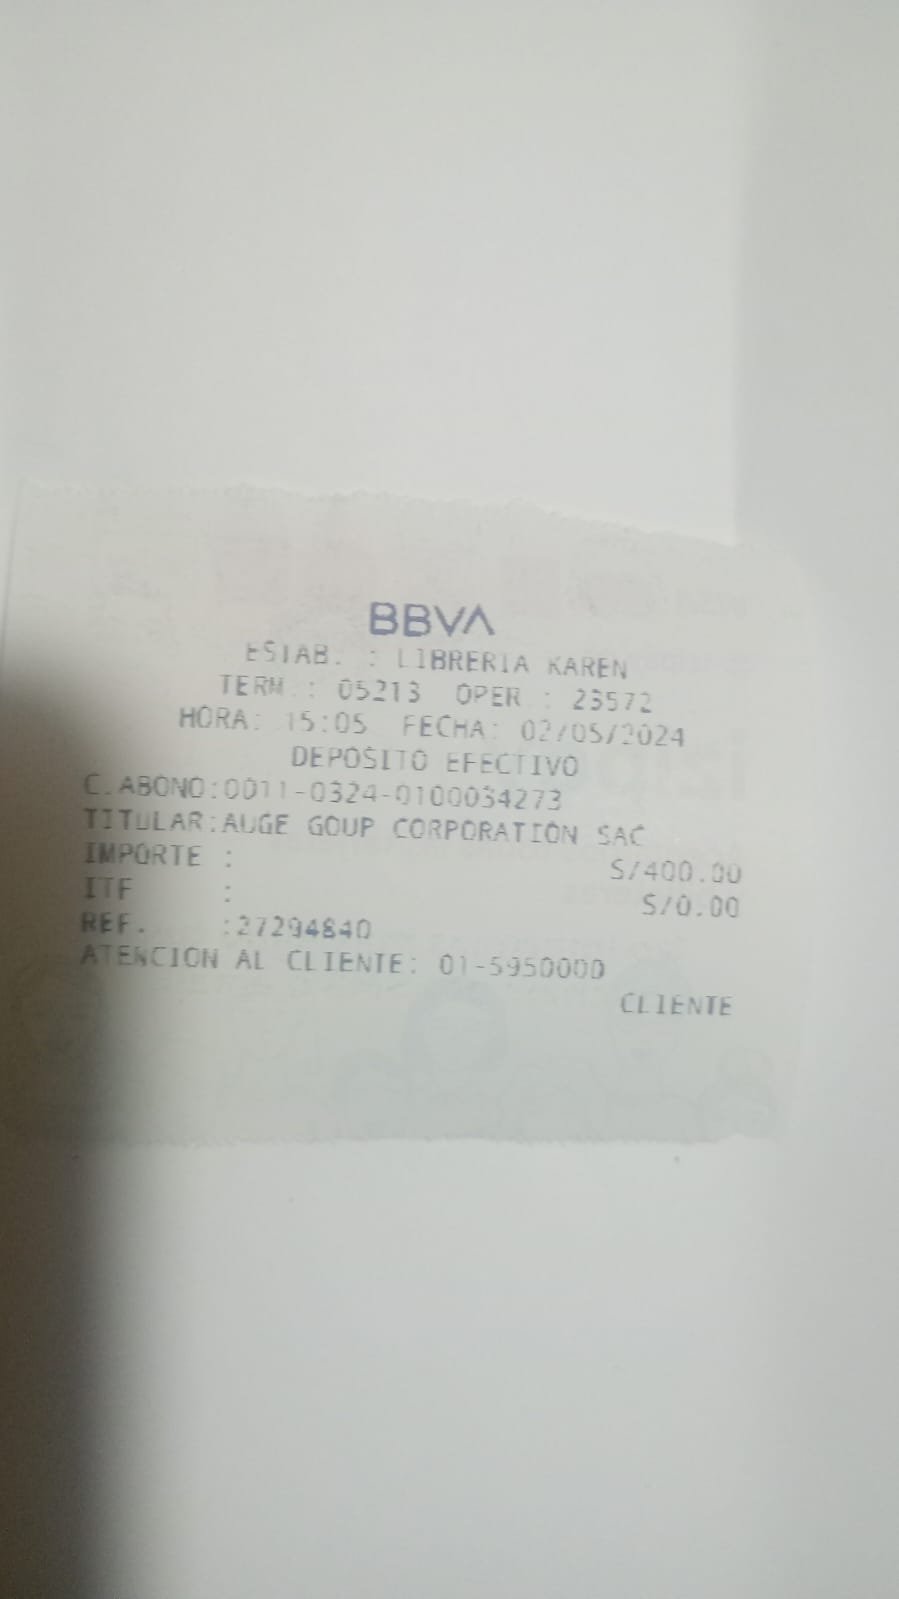 BBVA
ESTAB. : LIBRERIA KAREN
TERM.: 05213 OPER : 23572
HORA: 15:05 FECHA: 02/05/2024
DEPOSITO EFECTIVO
C.ABONO:0011-0324-0100034273
TITULAR:AUGE GOUP CORPORATION SAC
IMPORTE : S/400.00
ITF : S/0.00
REF. :27294840
ATENCION AL CLIENTE: 01-5950000
CLIENTE